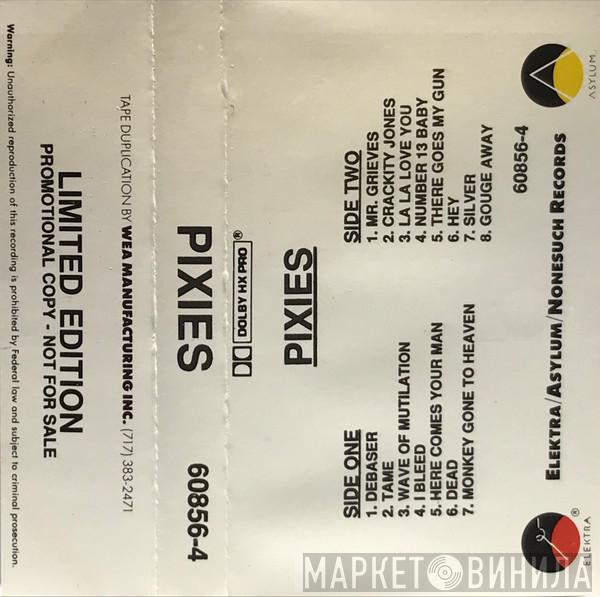 Warning: Unauthorized reproduction of this recording is prohibited by Federal law and subject to criminal prosecution.
LIMITED EDITION
PROMOTIONAL COPY - NOT FOR SALE
TAPE DUPLICATION BY WEA MANUFACTURING INC. (717) 383-2471
PIXIES
60856-4
DOLBY HX PRO®
PIXIES
SIDE ONE
1. DEBASER
2. TAME
3. WAVE OF MUTILATION
4. I BLEED
5. HERE COMES YOUR MAN
6. DEAD
7. MONKEY GONE TO HEAVEN
SIDE TWO
1. MR. GRIEVES
2. CRACKITY JONES
3. LA LA LOVE YOU
4. NUMBER 13 BABY
5. THERE GOES MY GUN
6. HEY
7. SILVER
8. GOUGE AWAY
60856-4
ELEKTRA/ASYLUM/NONESUCH RECORDS
ELEKTRA®
ASYLUM
МАРКЕТ ВИНИЛА